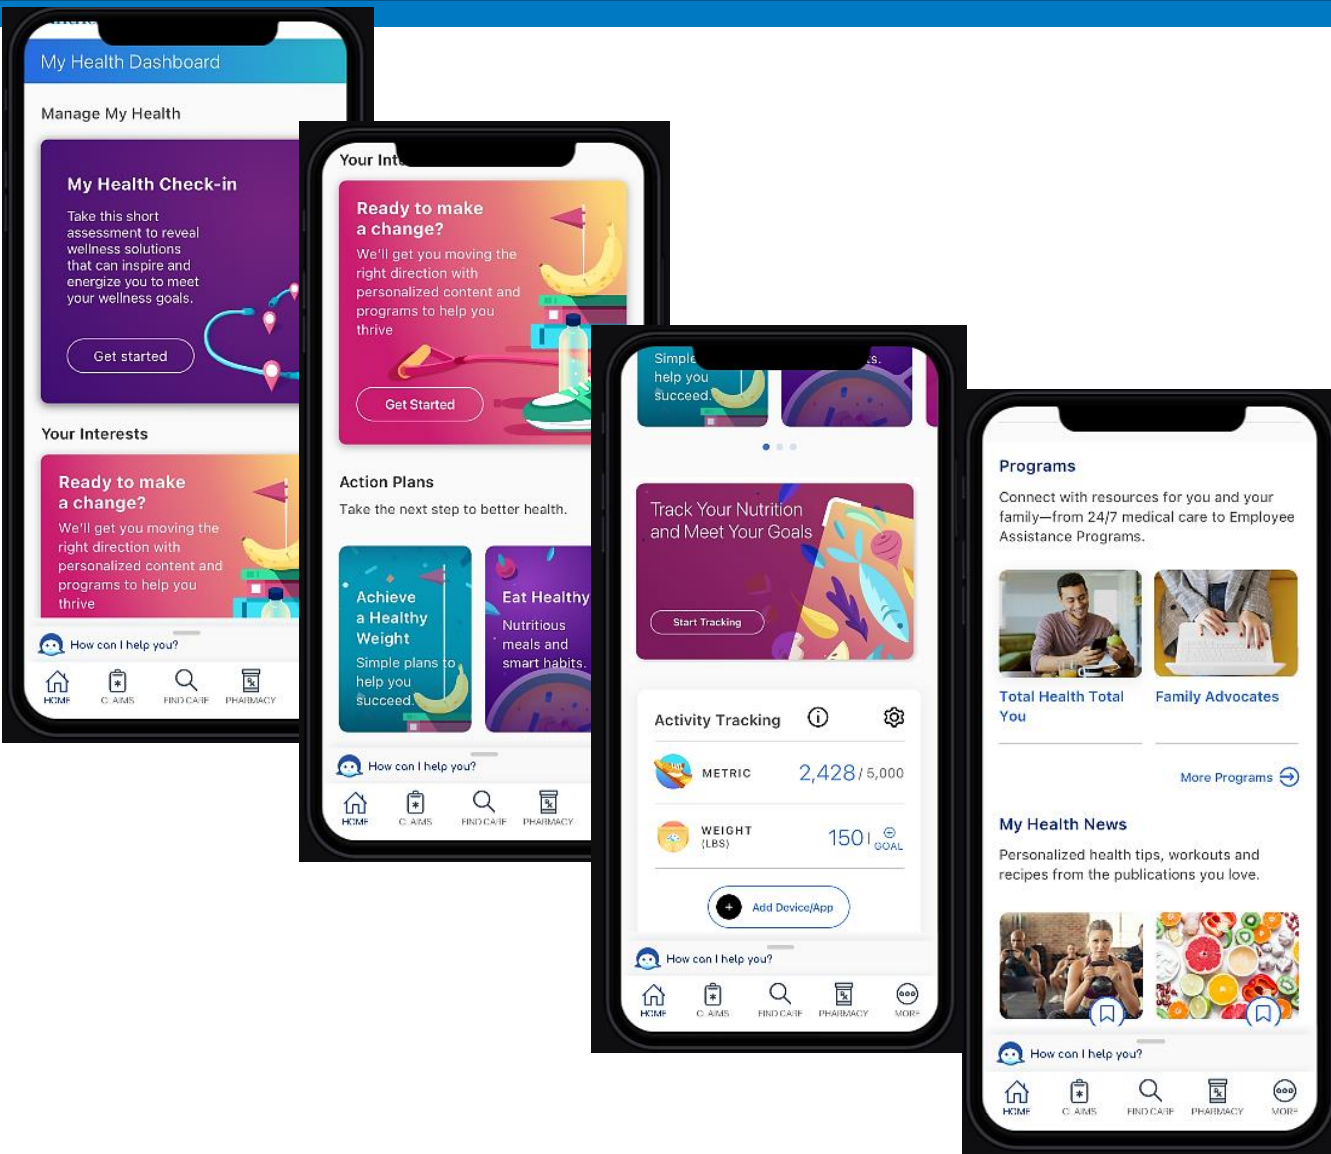 My Health Dashboard
Manage My Health
My Health Check-in
Take this short
assessment to reveal
wellness solutions
that can inspire and
energize you to meet
your wellness goals.
Get started
Your Interests
Ready to make
a change?
We'll get you moving the
right direction with
personalized content and
programs to help you
thrive
How can I help you?
HOME CLAIMS FIND CARE PHARMACY
Your
Ready to make
a change?
We'll get you moving the
right direction with
personalized content and
programs to help you
thrive
Get Started
Action Plans
Take the next step to better health.
Achieve
a Healthy
Weight
Simple plans to
help you
succeed.
Eat Healthy
Nutritious
meals and
smart habits.
How can I help you?
HOME CLAIMS FIND CARE PHARMACY
Simple
help you
succeed.
Track Your Nutrition
and Meet Your Goals
Start Tracking
Activity Tracking
METRIC 2,428 / 5,000
WEIGHT
(LBS)
150 | GOAL
Add Device/App
How can I help you?
HOME CLAIMS FIND CARE PHARMACY MORE
Programs
Connect with resources for you and your
family—from 24/7 medical care to Employee
Assistance Programs.
Total Health Total
You
Family Advocates
More Programs
My Health News
Personalized health tips, workouts and
recipes from the publications you love.
How can I help you?
HOME CLAIMS FIND CARE PHARMACY MORE